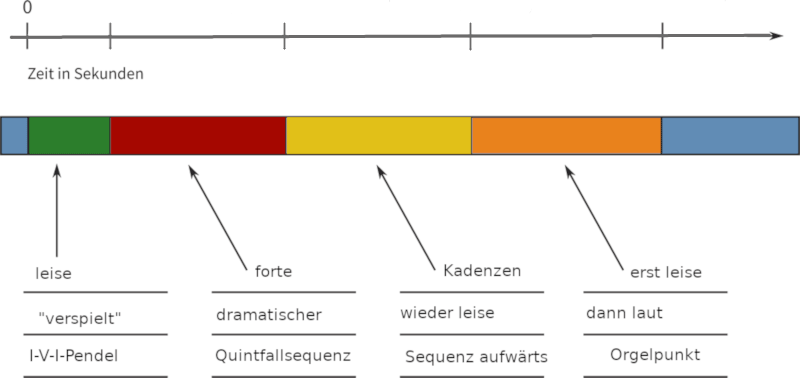 0
Zeit in Sekunden
leise
forte
Kadenzen
erst leise
"verspielt"
dramatischer
wieder leise
dann laut
I-V-I-Pendel
Quintfallsequenz
Sequenz aufwärts
Orgelpunkt